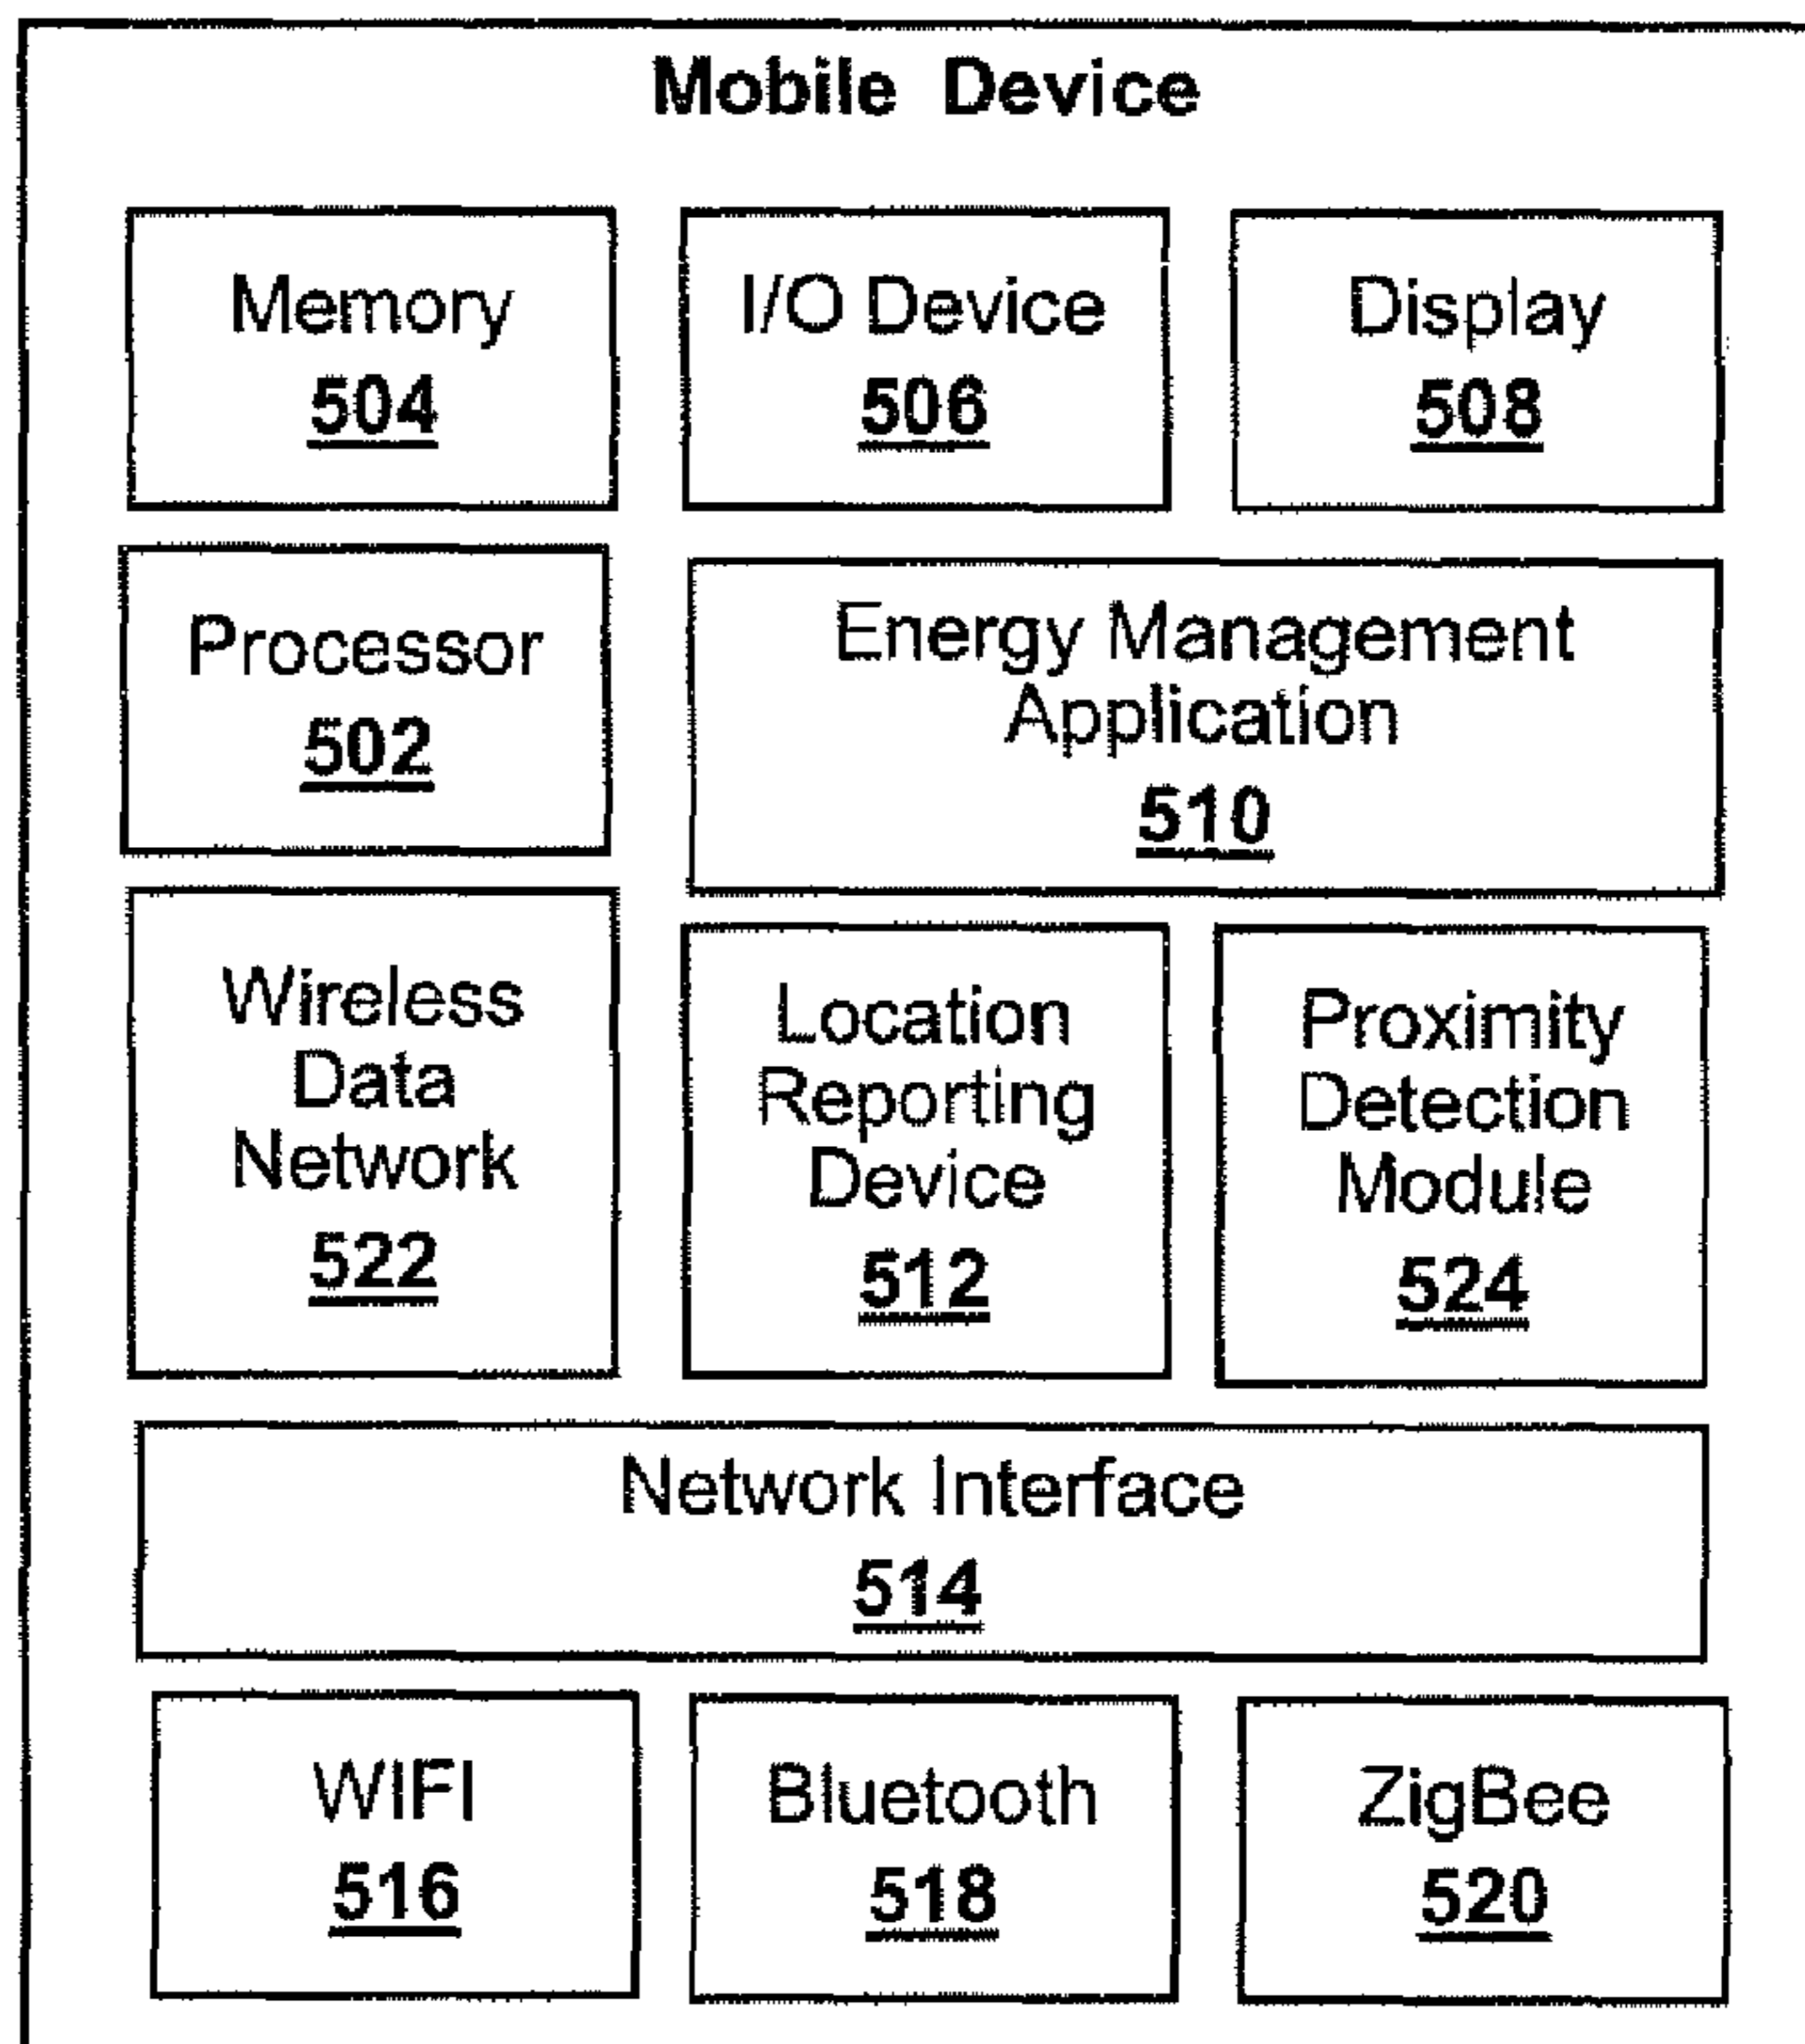 Mobile Device
Memory
504
I/O Device
506
Display
508
Processor
502
Energy Management
Application
510
Wireless
Data
Network
522
Location
Reporting
Device
512
Proximity
Detection
Module
524
Network Interface
514
WIFI
516
Bluetooth
518
ZigBee
520